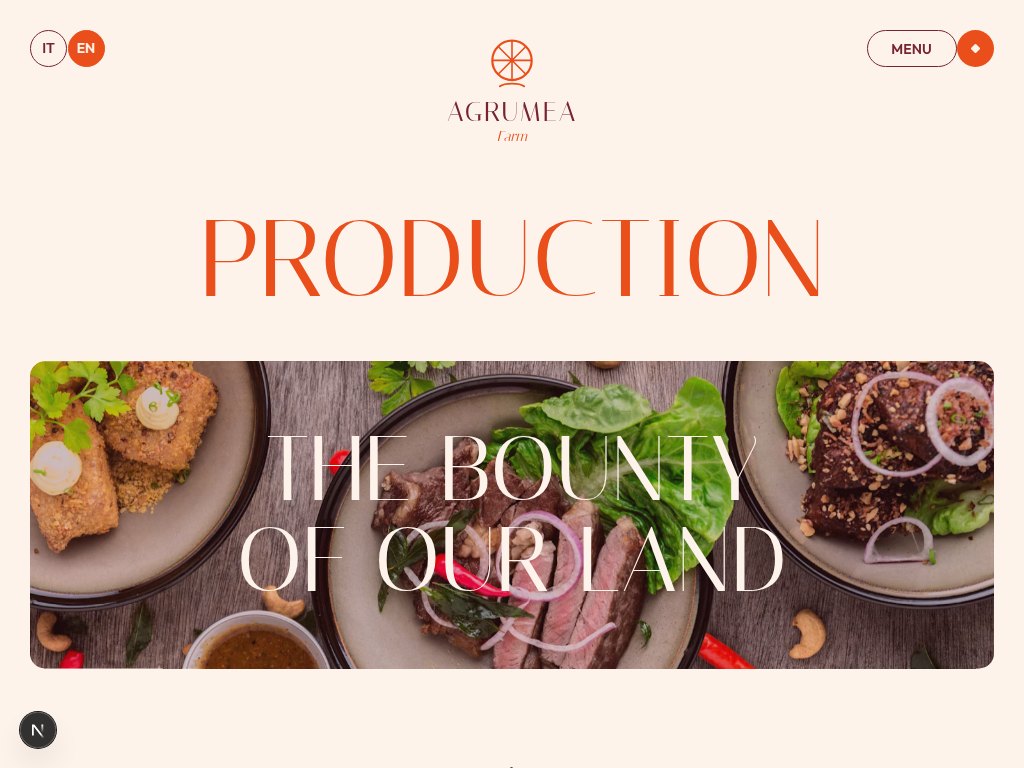 IT
EN
MENU
AGRUMEA
Farm
PRODUCTION
THE BOUNTY
OF OUR LAND
N